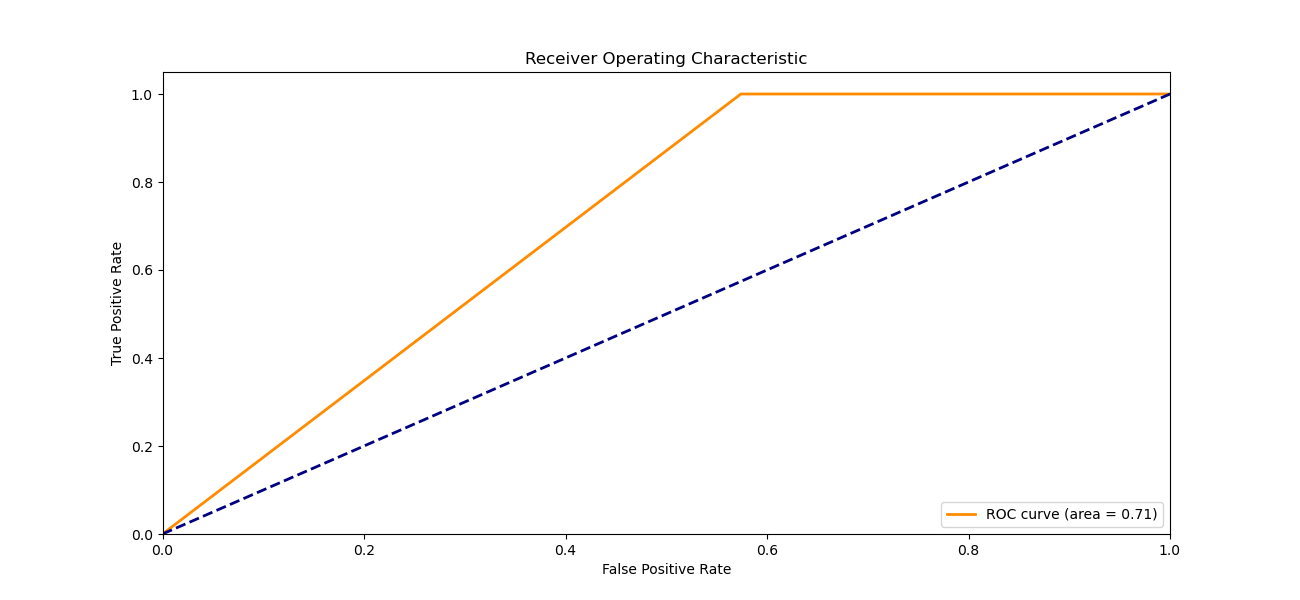 Receiver Operating Characteristic
1.0
0.8
0.6
0.4
0.2
0.0
True Positive Rate
ROC curve (area = 0.71)
0.0 0.2 0.4 0.6 0.8 1.0
False Positive Rate